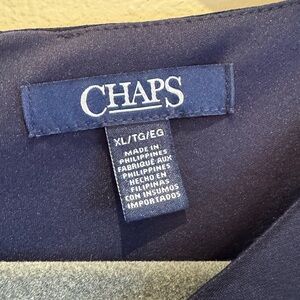 CHAPS
XL/TG/EG
MADE IN
PHILIPPINES
FABRIQUÉ AUX
PHILIPPINES
HECHO EN
FILIPINAS
CON INSUMOS
IMPORTADOS